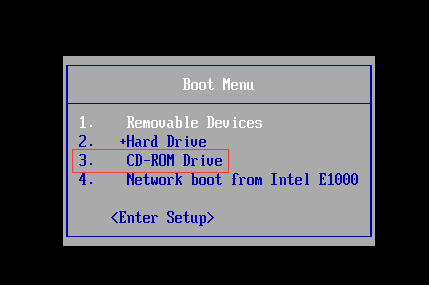 Boot Menu
1. Removable Devices
2. +Hard Drive
3. CD-ROM Drive
4. Network boot from Intel E1000
<Enter Setup>